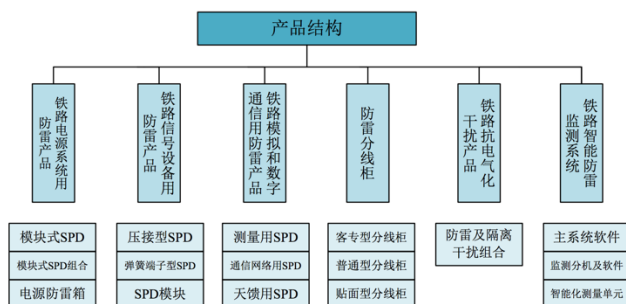 产品结构
铁路电源系统用
防雷产品
铁路信号设备用
防雷产品
铁路模拟和数字
通信用防雷产品
防雷分线柜
铁路抗电气化
干扰产品
铁路智能防雷
监测系统
模块式SPD
模块式SPD组合
电源防雷箱
压接型SPD
弹簧端子型SPD
SPD模块
测量用SPD
通信网络用SPD
天馈用SPD
客专型分线柜
普通型分线柜
贴面型分线柜
防雷及隔离
干扰组合
主系统软件
监测分机及软件
智能化测量单元